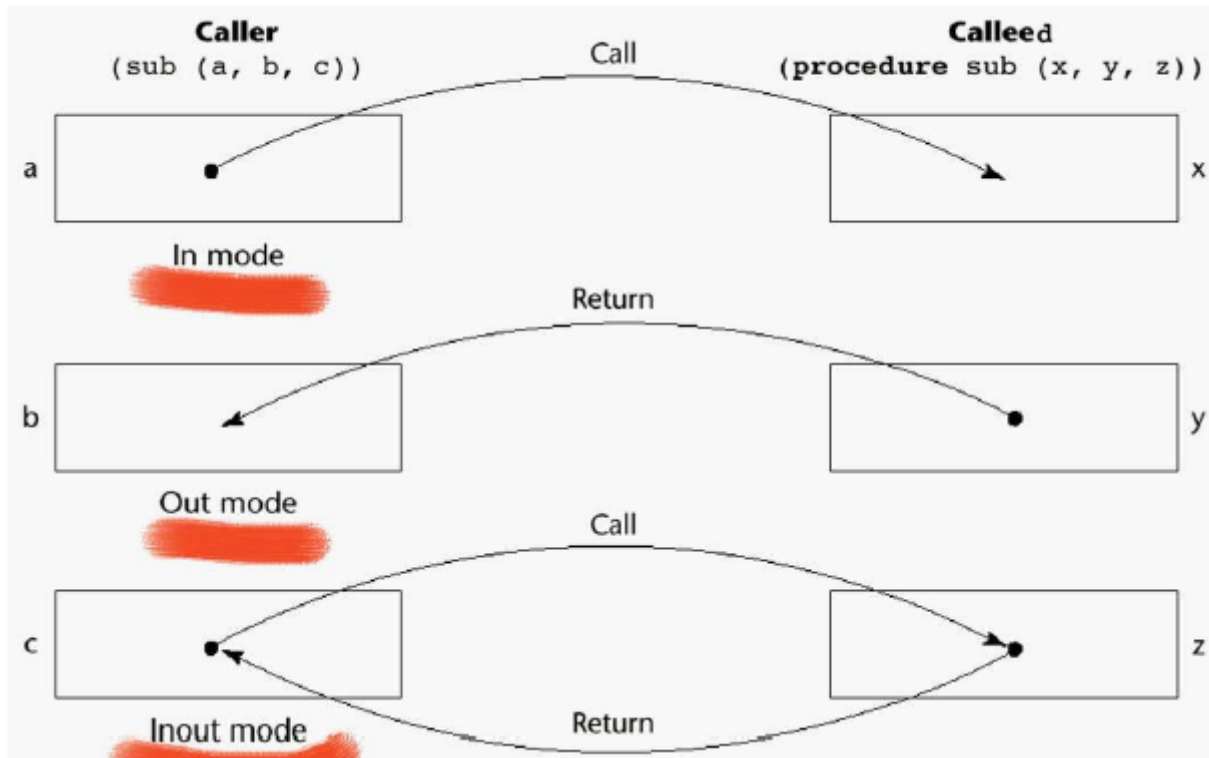 Caller
(sub (a, b, c))
Call
Calleed
(procedure sub (x, y, z))
a
x
In mode
Return
b
y
Out mode
Call
c
z
Inout mode
Return